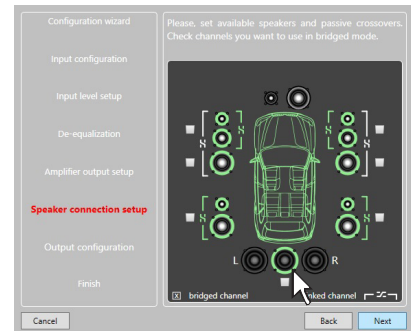 Configuration wizard
Input configuration
Input level setup
De-equalization
Amplifier output setup
Speaker connection setup
Output configuration
Finish
Please, set available speakers and passive crossovers.
Check channels you want to use in bridged mode.
L R
X bridged channel nked channel
Cancel Back Next